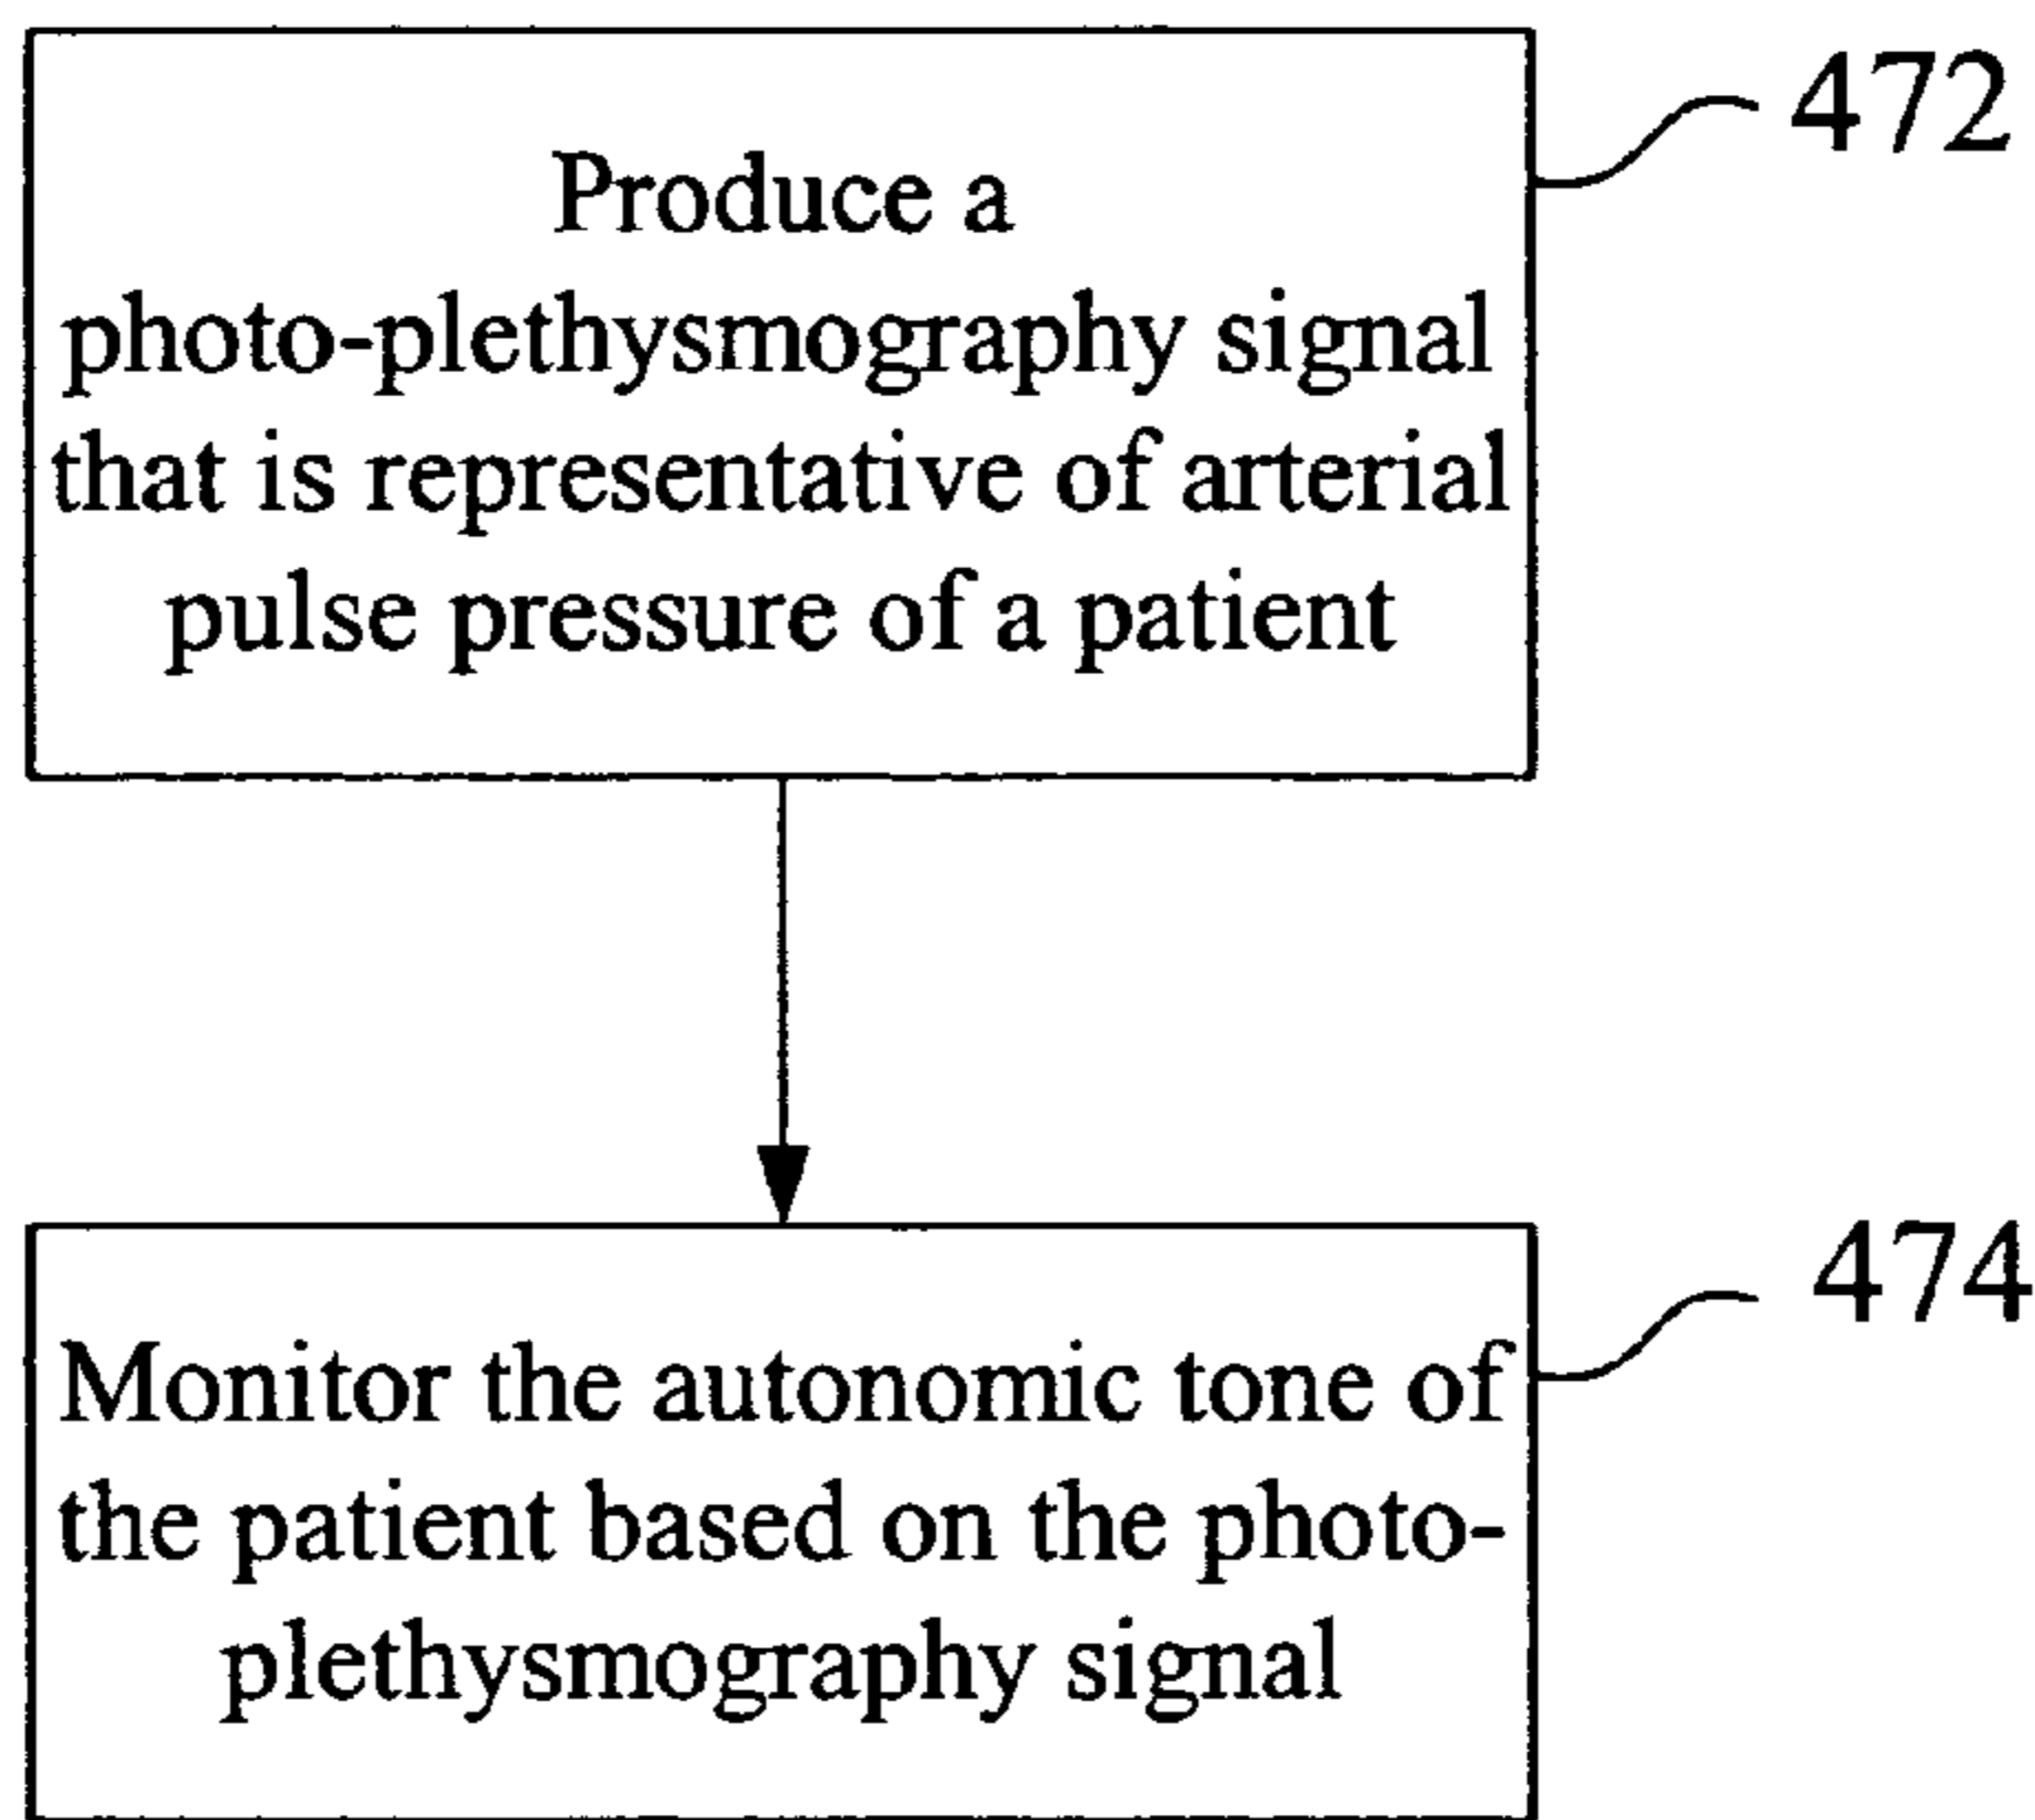 472
Produce a
photo-plethysmography signal
that is representative of arterial
pulse pressure of a patient
474
Monitor the autonomic tone of
the patient based on the photo-
plethysmography signal